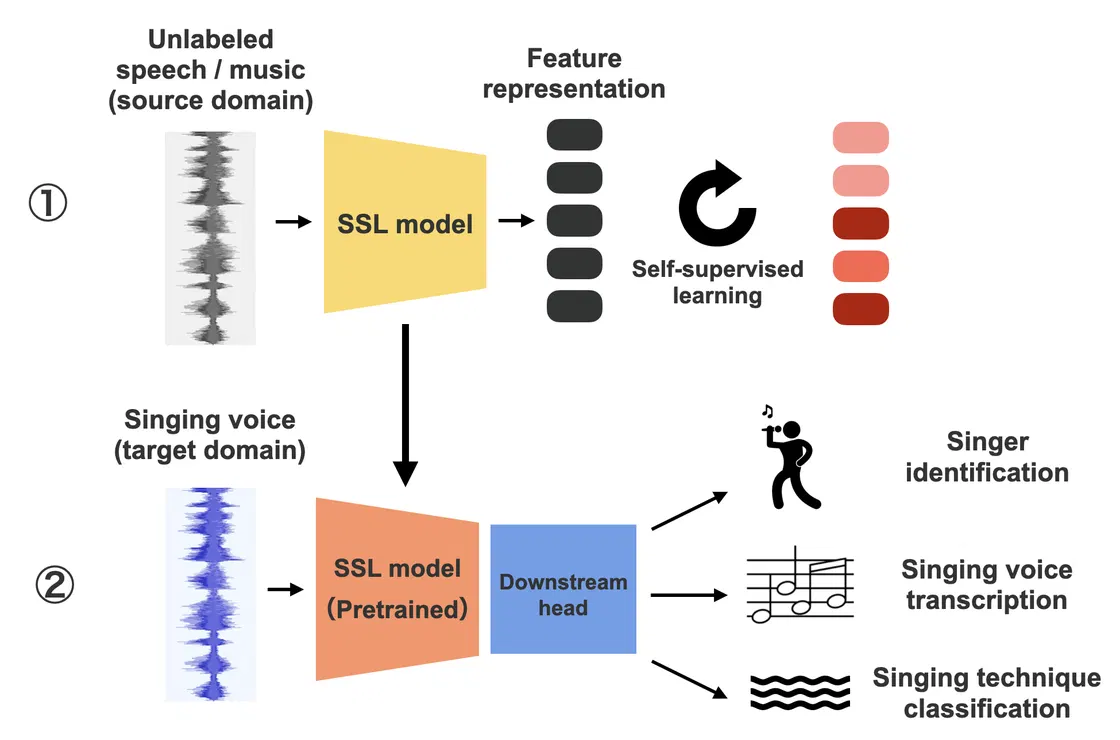 Unlabeled
speech / music
(source domain)
Feature
representation
①
SSL model
Self-supervised
learning
Singing voice
(target domain)
②
SSL model
（Pretrained）
Downstream
head
Singer
identification
Singing voice
transcription
Singing technique
classification